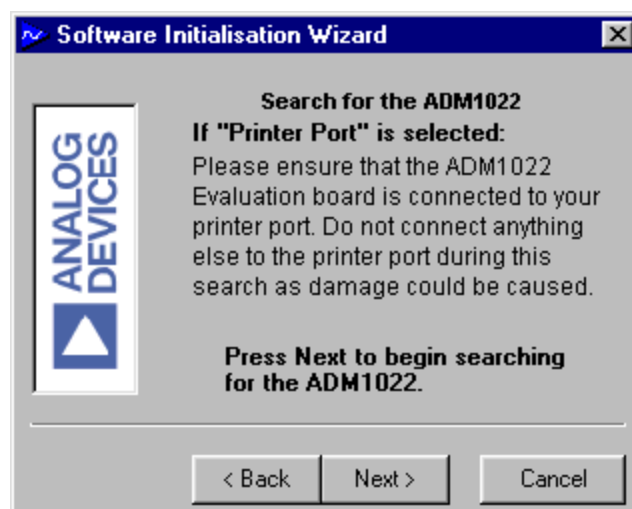 Software Initialisation Wizard
Search for the ADM1022
If "Printer Port" is selected:
Please ensure that the ADM1022
Evaluation board is connected to your
printer port. Do not connect anything
else to the printer port during this
search as damage could be caused.
ANALOG
DEVICES
Press Next to begin searching
for the ADM1022.
< Back
Next >
Cancel